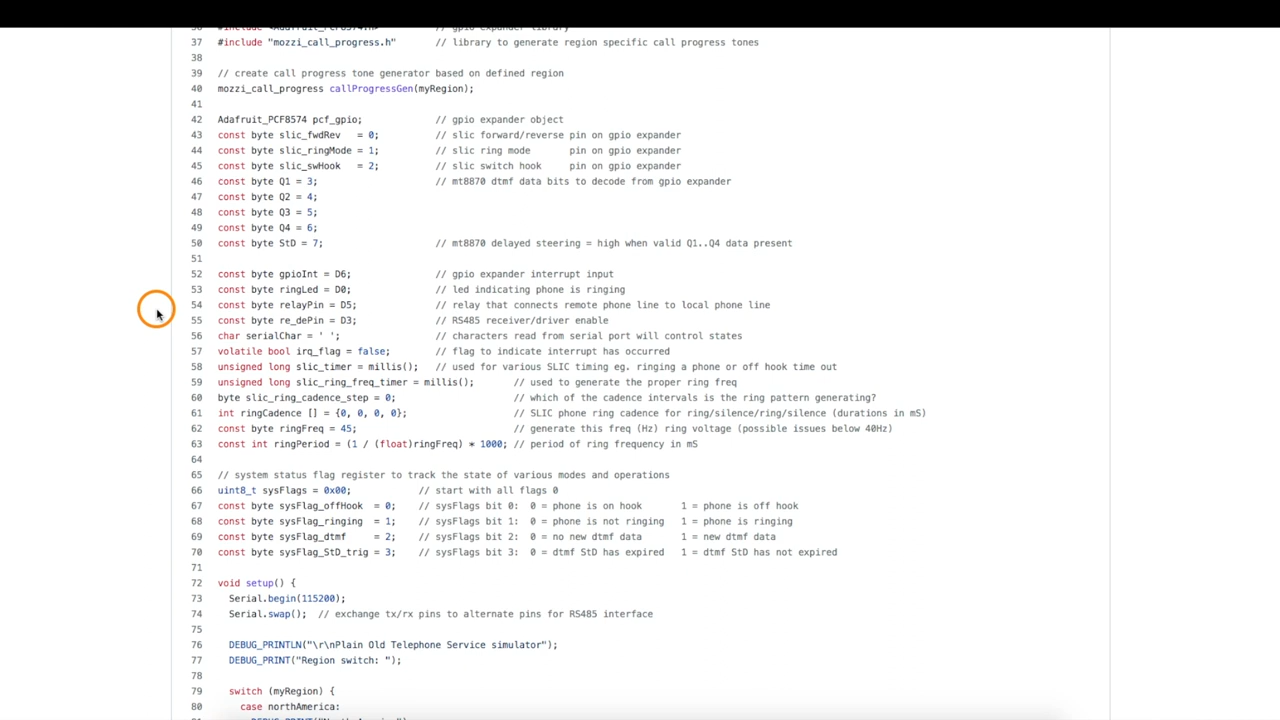 36 #include <Adafruit_PCF8574.h> // gpio expander library
37 #include "mozzi_call_progress.h" // library to generate region specific call progress tones
38
39 // create call progress tone generator based on defined region
40 mozzi_call_progress callProgressGen(myRegion);
41
42 Adafruit_PCF8574 pcf_gpio; // gpio expander object
43 const byte slic_fwdRev = 0; // slic forward/reverse pin on gpio expander
44 const byte slic_ringMode = 1; // slic ring mode pin on gpio expander
45 const byte slic_swHook = 2; // slic switch hook pin on gpio expander
46 const byte Q1 = 3; // mt8870 dtmf data bits to decode from gpio expander
47 const byte Q2 = 4;
48 const byte Q3 = 5;
49 const byte Q4 = 6;
50 const byte StD = 7; // mt8870 delayed steering = high when valid Q1..Q4 data present
51
52 const byte gpioInt = D6; // gpio expander interrupt input
53 const byte ringLed = D0; // led indicating phone is ringing
54 const byte relayPin = D5; // relay that connects remote phone line to local phone line
55 const byte re_dePin = D3; // RS485 receiver/driver enable
56 char serialChar = ' '; // characters read from serial port will control states
57 volatile bool irq_flag = false; // flag to indicate interrupt has occurred
58 unsigned long slic_timer = millis(); // used for various SLIC timing eg. ringing a phone or off hook time out
59 unsigned long slic_ring_freq_timer = millis(); // used to generate the proper ring freq
60 byte slic_ring_cadence_step = 0; // which of the cadence intervals is the ring pattern generating?
61 int ringCadence [] = {0, 0, 0, 0}; // SLIC phone ring cadence for ring/silence/ring/silence (durations in mS)
62 const byte ringFreq = 45; // generate this freq (Hz) ring voltage (possible issues below 40Hz)
63 const int ringPeriod = (1 / (float)ringFreq) * 1000; // period of ring frequency in mS
64
65 // system status flag register to track the state of various modes and operations
66 uint8_t sysFlags = 0x00; // start with all flags 0
67 const byte sysFlag_offHook = 0; // sysFlags bit 0: 0 = phone is on hook 1 = phone is off hook
68 const byte sysFlag_ringing = 1; // sysFlags bit 1: 0 = phone is not ringing 1 = phone is ringing
69 const byte sysFlag_dtmf = 2; // sysFlags bit 2: 0 = no new dtmf data 1 = new dtmf data
70 const byte sysFlag_StD_trig = 3; // sysFlags bit 3: 0 = dtmf StD has expired 1 = dtmf StD has not expired
71
72 void setup() {
73 Serial.begin(115200);
74 Serial.swap(); // exchange tx/rx pins to alternate pins for RS485 interface
75
76 DEBUG_PRINTLN("\r\nPlain Old Telephone Service simulator");
77 DEBUG_PRINT("Region switch: ");
78
79 switch (myRegion) {
80 case northAmerica: